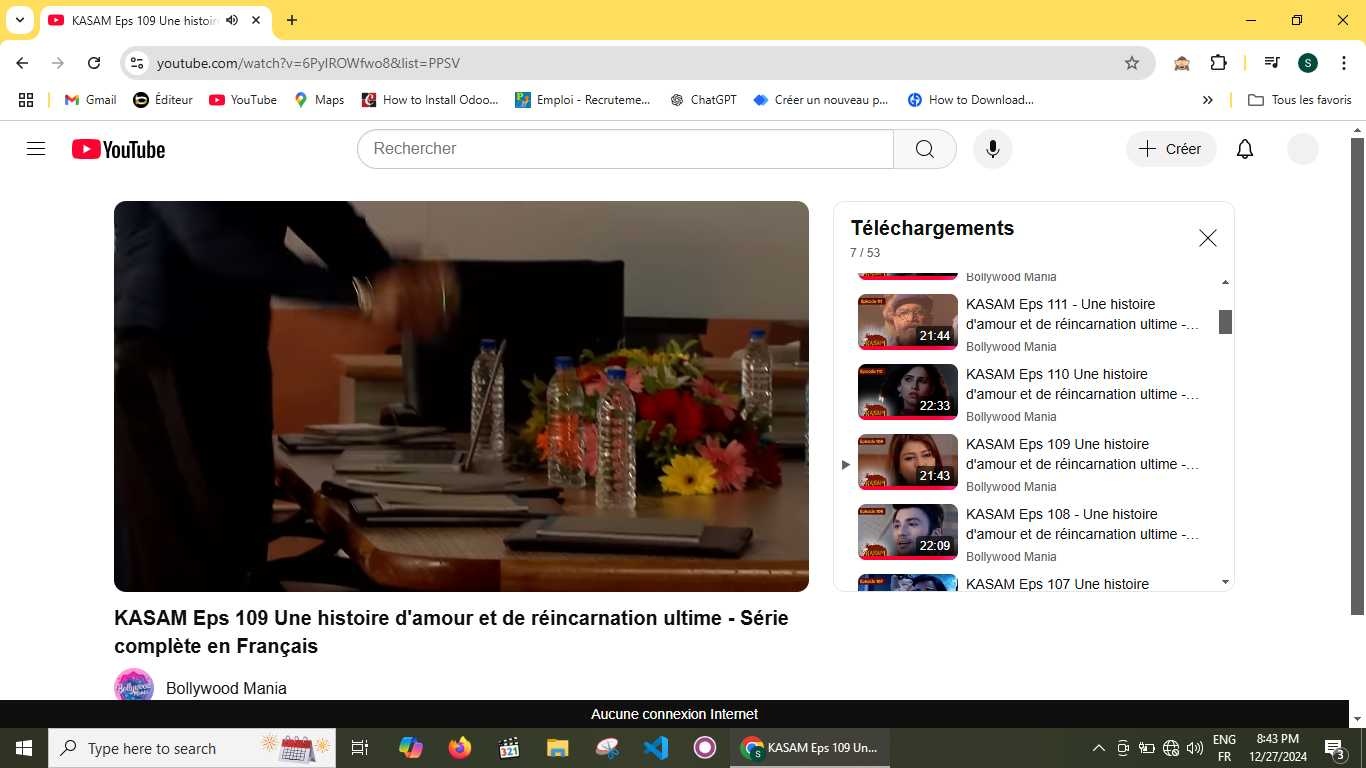 KASAM Eps 109 Une histoir
youtube.com/watch?v=6PyIROWfwo8&list=PPSV
S
Gmail
Éditeur
YouTube
Maps
How to Install Odoo...
Emploi - Recruteme...
ChatGPT
Créer un nouveau p...
How to Download...
»
Tous les favoris
YouTube
Rechercher
Créer
Téléchargements
7 / 53
Bollywood Mania
21:44
KASAM Eps 111 - Une histoire
d'amour et de réincarnation ultime -...
Bollywood Mania
22:33
KASAM Eps 110 Une histoire
d'amour et de réincarnation ultime -...
Bollywood Mania
21:43
KASAM Eps 109 Une histoire
d'amour et de réincarnation ultime -...
Bollywood Mania
22:09
KASAM Eps 108 - Une histoire
d'amour et de réincarnation ultime -...
Bollywood Mania
KASAM Eps 107 Une histoire
KASAM Eps 109 Une histoire d'amour et de réincarnation ultime - Série
complète en Français
Bollywood Mania
Aucune connexion Internet
Type here to search
321
KASAM Eps 109 Un...
ENG
FR
8:43 PM
12/27/2024
3